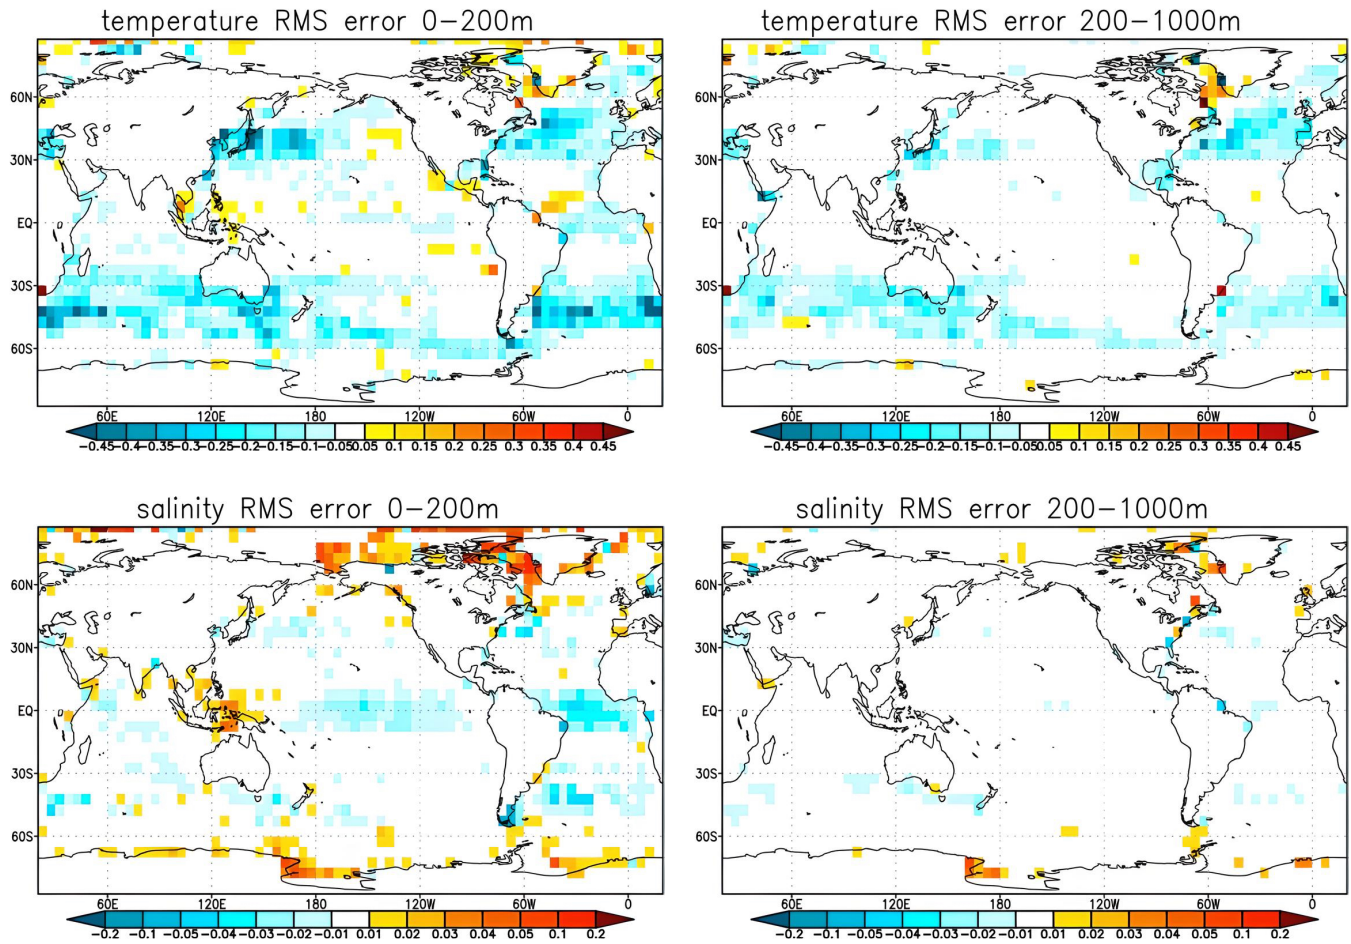 temperature RMS error 0-200m
temperature RMS error 200-1000m
60N
30N
EQ
30S
60S
60E 120E 180 120W 60W 0
-0.45-0.4-0.35-0.3-0.25-0.2-0.15-0.1-0.050.05 0.1 0.15 0.2 0.25 0.3 0.35 0.4 0.45
60N
30N
EQ
30S
60S
60E 120E 180 120W 60W 0
-0.45-0.4-0.35-0.3-0.25-0.2-0.15-0.1-0.050.05 0.1 0.15 0.2 0.25 0.3 0.35 0.4 0.45
salinity RMS error 0-200m
salinity RMS error 200-1000m
60N
30N
EQ
30S
60S
60E 120E 180 120W 60W 0
-0.2 -0.1 -0.05 -0.04 -0.03 -0.02 -0.01 0.01 0.02 0.03 0.04 0.05 0.1 0.2
60N
30N
EQ
30S
60S
60E 120E 180 120W 60W 0
-0.2 -0.1 -0.05 -0.04 -0.03 -0.02 -0.01 0.01 0.02 0.03 0.04 0.05 0.1 0.2